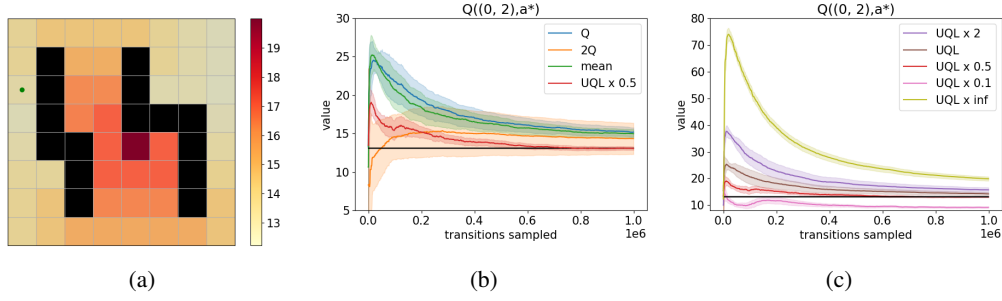 19
18
17
16
15
14
13
(a)
Q((0, 2),a*)
value
30
25
20
15
10
5
Q
2Q
mean
UQL x 0.5
0.0 0.2 0.4 0.6 0.8 1.0
1e6
transitions sampled
(b)
Q((0, 2),a*)
value
80
70
60
50
40
30
20
10
UQL x 2
UQL
UQL x 0.5
UQL x 0.1
UQL x inf
0.0 0.2 0.4 0.6 0.8 1.0
1e6
transitions sampled
(c)